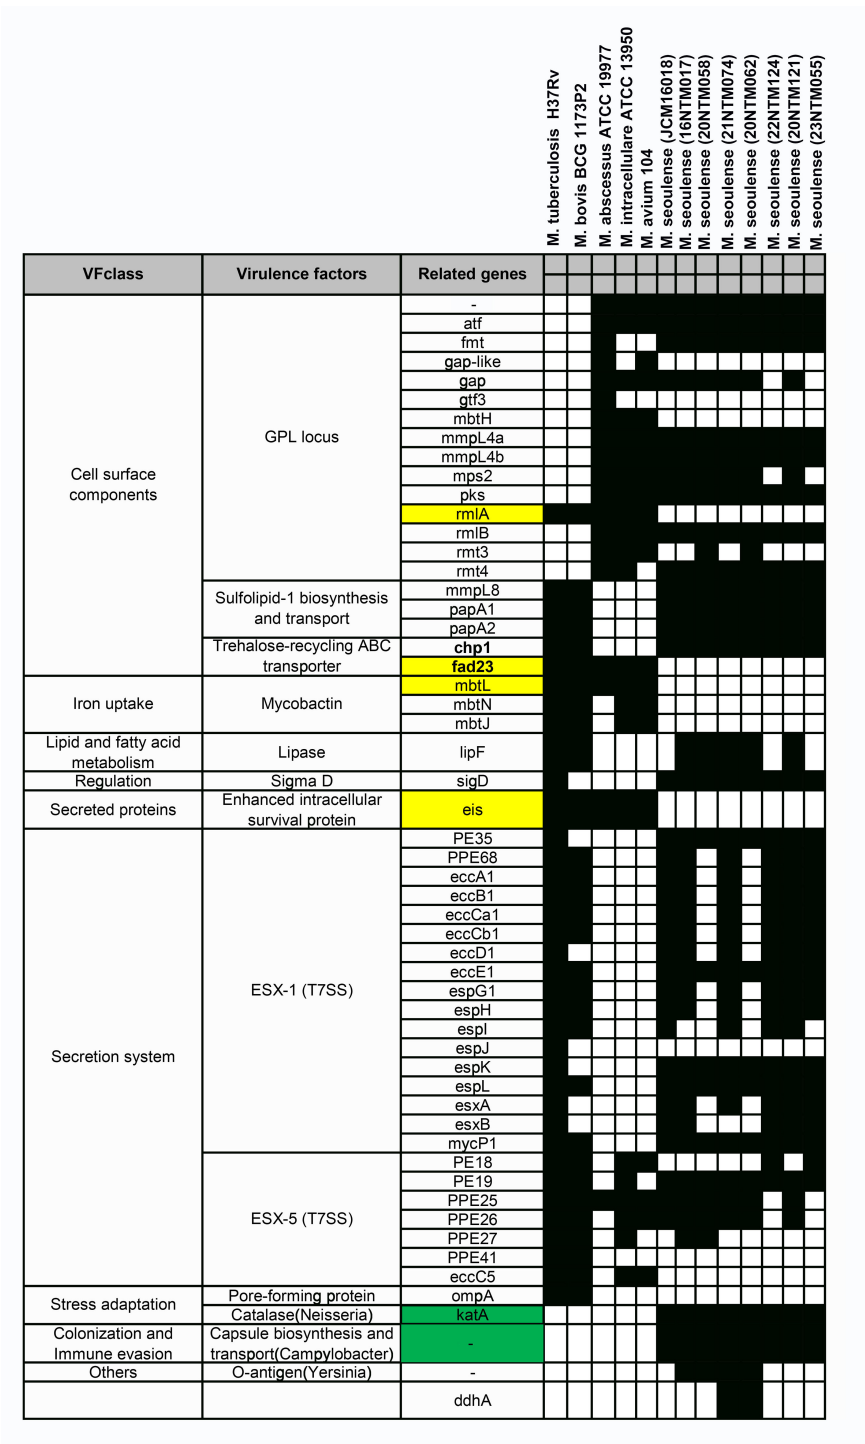 M. tuberculosis H37Rv
M. bovis BCG 1173P2
M. abscessus ATCC 19977
M. intracellulare ATCC 13950
M. avium 104
M. seoulense (JCM16018)
M. seoulense (16NTM017)
M. seoulense (20NTM058)
M. seoulense (21NTM074)
M. seoulense (20NTM062)
M. seoulense (22NTM124)
M. seoulense (20NTM121)
M. seoulense (23NTM055)
VFclass
Virulence factors
Related genes
Cell surface
components
GPL locus
-
atf
fmt
gap-like
gap
gtf3
mbtH
mmpL4a
mmpL4b
mps2
pks
rmlA
rmlB
rmt3
rmt4
Sulfolipid-1 biosynthesis
and transport
mmpL8
papA1
papA2
Trehalose-recycling ABC
transporter
chp1
fad23
Iron uptake
Mycobactin
mbtL
mbtN
mbtJ
Lipid and fatty acid
metabolism
Lipase
lipF
Regulation
Sigma D
sigD
Secreted proteins
Enhanced intracellular
survival protein
eis
Secretion system
ESX-1 (T7SS)
PE35
PPE68
eccA1
eccB1
eccCa1
eccCb1
eccD1
eccE1
espG1
espH
espI
espJ
espK
espL
esxA
esxB
mycP1
ESX-5 (T7SS)
PE18
PE19
PPE25
PPE26
PPE27
PPE41
eccC5
Stress adaptation
Pore-forming protein
ompA
Catalase(Neisseria)
katA
Colonization and
Immune evasion
Capsule biosynthesis and
transport(Campylobacter)
-
Others
O-antigen(Yersinia)
-
ddhA